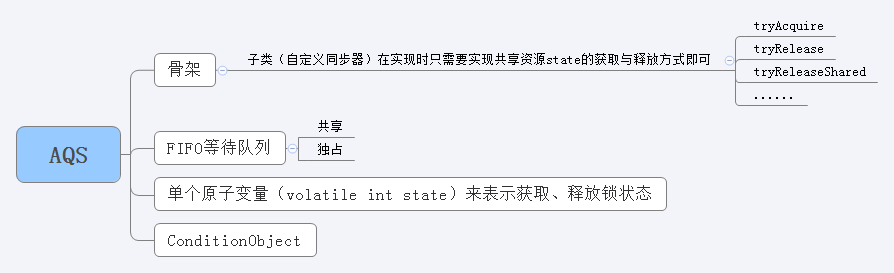 AQS
骨架
子类（自定义同步器）在实现时只需要实现共享资源state的获取与释放方式即可
tryAcquire
tryRelease
tryReleaseShared
......
FIFO等待队列
共享
独占
单个原子变量（volatile int state）来表示获取、释放锁状态
ConditionObject